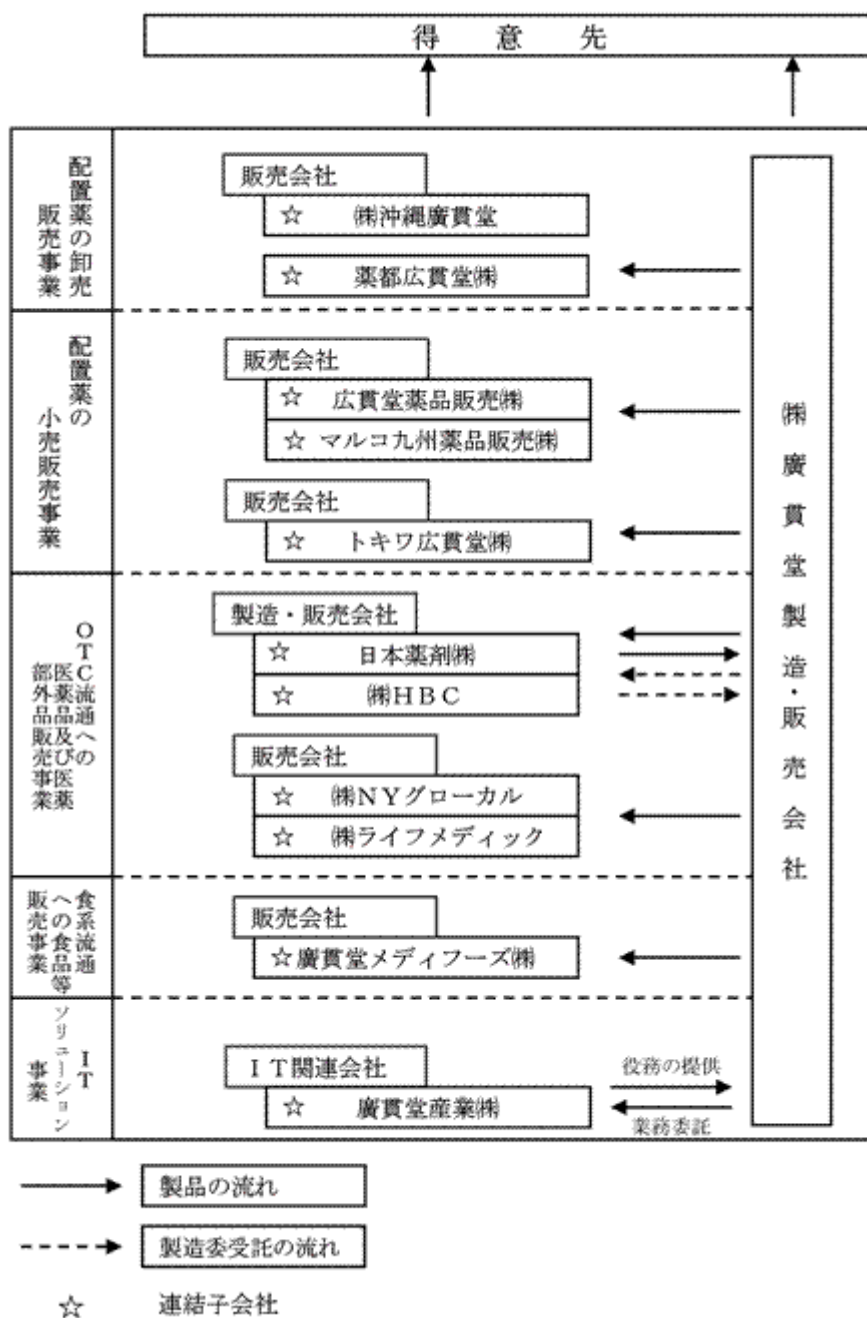 得意先
配置薬の卸売
販売事業
販売会社
☆ ㈱沖縄廣貫堂
☆ 薬都広貫堂㈱
配置薬の
小売販売事業
販売会社
☆ 広貫堂薬品販売㈱
☆ マルコ九州薬品販売㈱
販売会社
☆ トキワ広貫堂㈱
OTC流通への
医薬品及び医薬
部外品販売事業
製造・販売会社
☆ 日本薬剤㈱
☆ ㈱HBC
販売会社
☆ ㈱NYグローカル
☆ ㈱ライフメディック
食系流通
への食品等
販売事業
販売会社
☆廣貫堂メディフーズ㈱
IT
ソリューション
事業
IT関連会社
☆ 廣貫堂産業㈱
役務の提供
業務委託
㈱廣貫堂製造・販売会社
製品の流れ
製造委受託の流れ
☆ 連結子会社